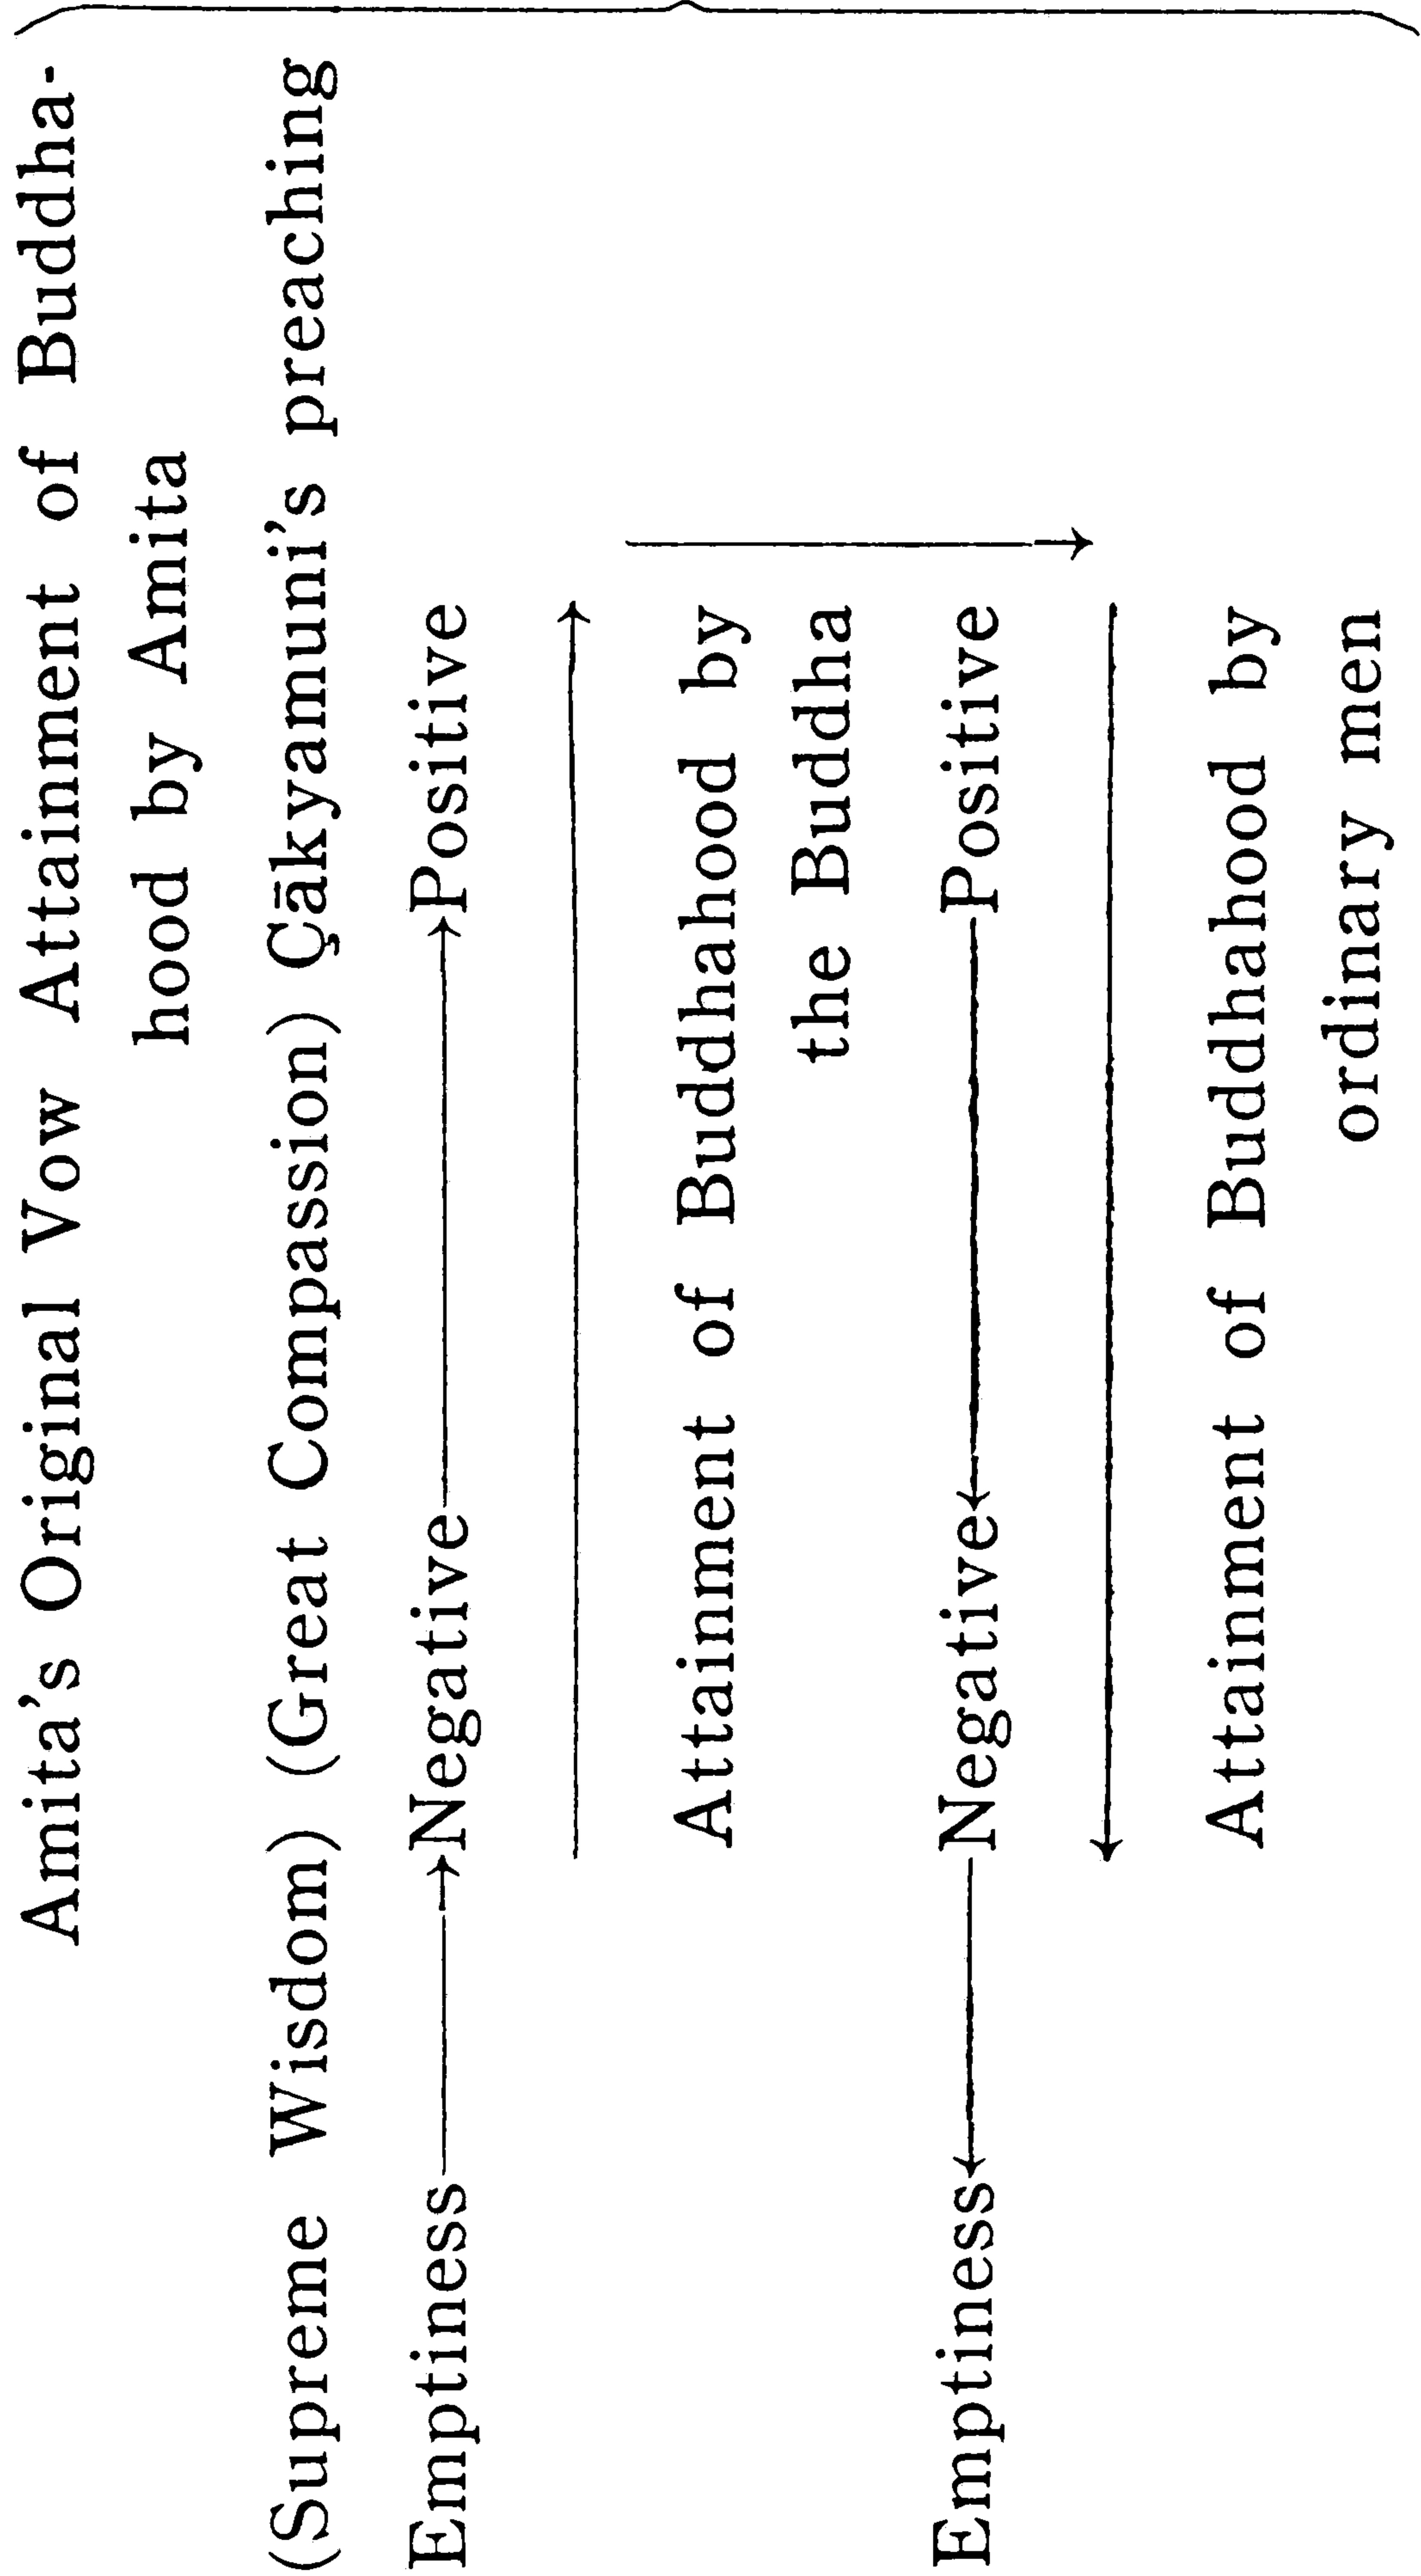 Amita's Original Vow Attainment of Buddha-
hood by Amita
(Supreme Wisdom) (Great Compassion) Çākyamuni's preaching
Emptiness Negative Positive
Attainment of Buddhahood by
the Buddha
Emptiness Negative Positive
Attainment of Buddhahood by
ordinary men